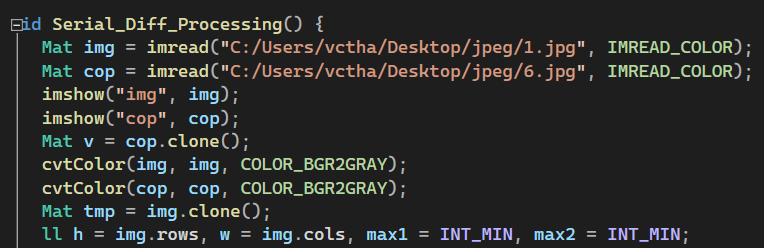 id Serial_Diff_Processing() {
Mat img = imread("C:/Users/vctha/Desktop/jpeg/1.jpg", IMREAD_COLOR);
Mat cop = imread("C:/Users/vctha/Desktop/jpeg/6.jpg", IMREAD_COLOR);
imshow("img", img);
imshow("cop", cop);
Mat v = cop.clone();
cvtColor(img, img, COLOR_BGR2GRAY);
cvtColor(cop, cop, COLOR_BGR2GRAY);
Mat tmp = img.clone();
ll h = img.rows, w = img.cols, max1 = INT_MIN, max2 = INT_MIN;